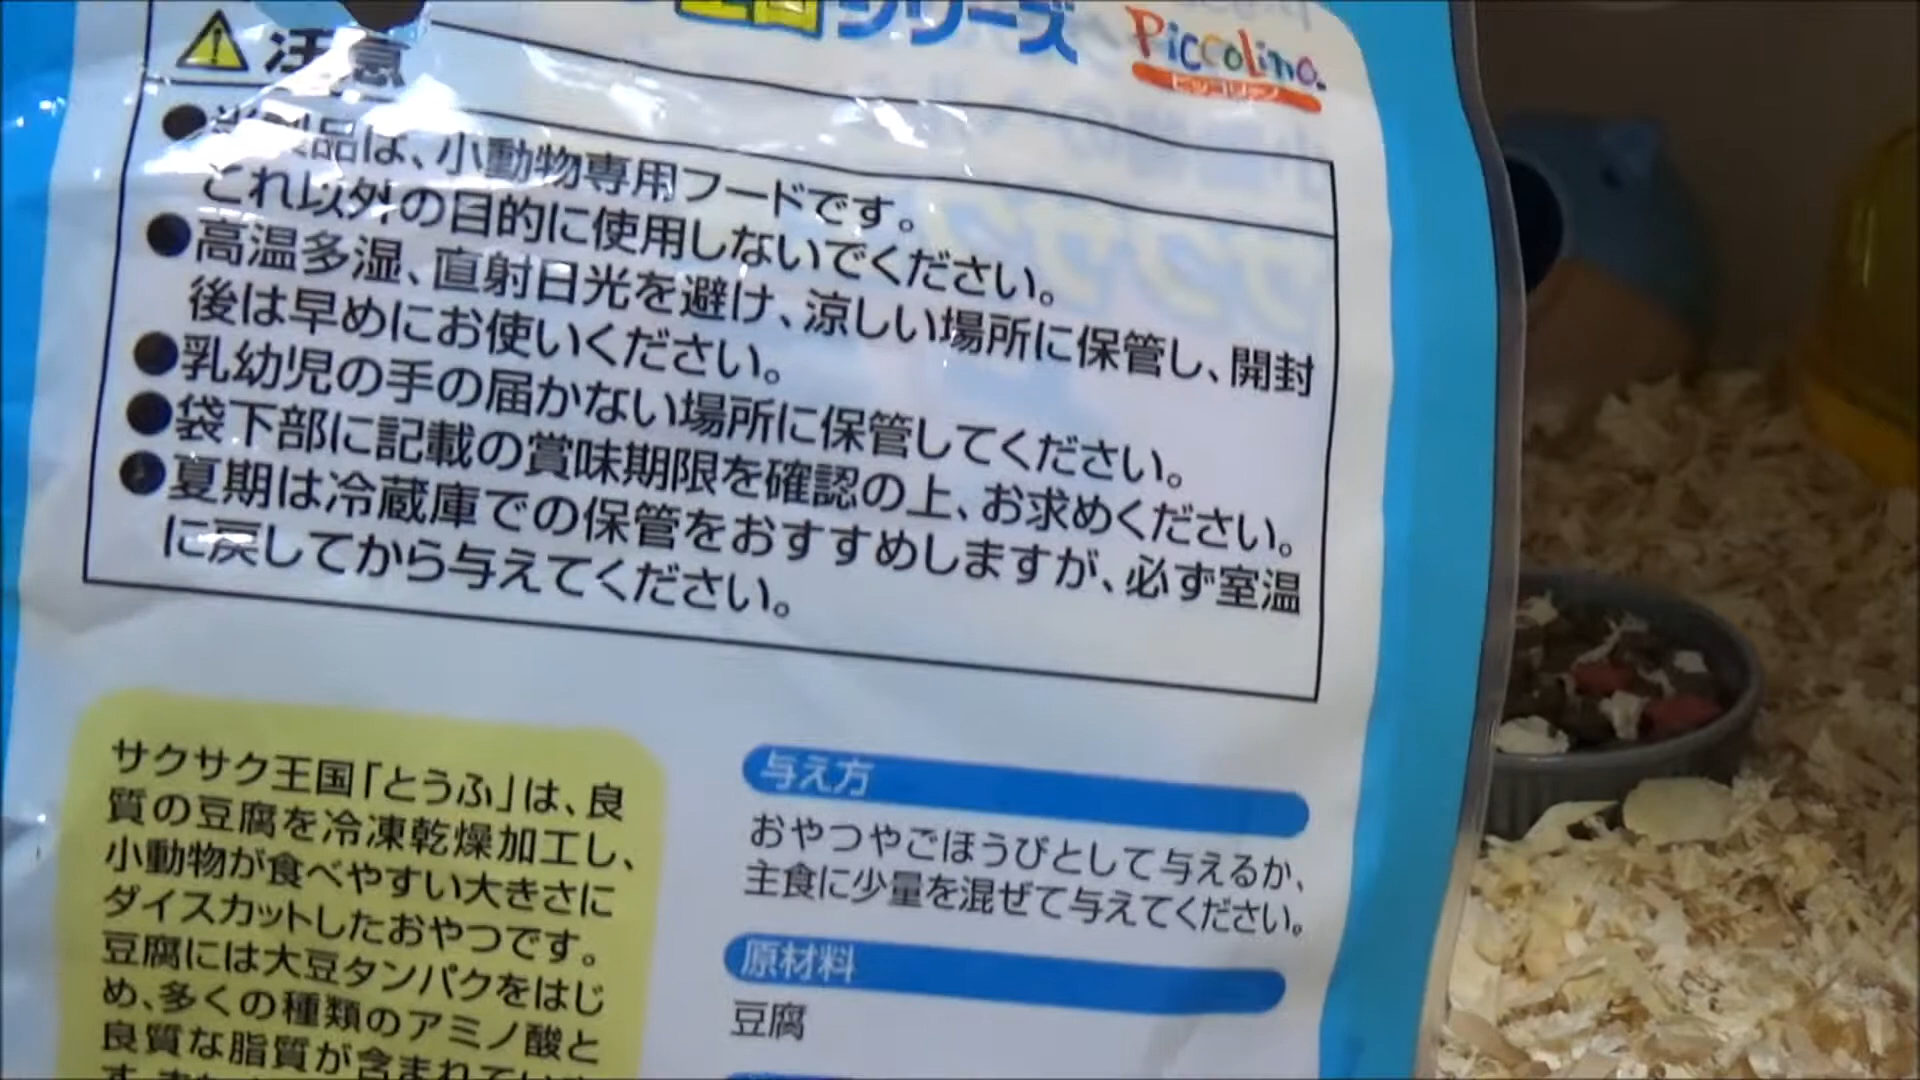 王国シリーズ
Piccolino
ピッコリーノ
注意
●当製品は、小動物専用フードです。
これ以外の目的に使用しないでください。
●高温多湿、直射日光を避け、涼しい場所に保管し、開封
後は早めにお使いください。
●乳幼児の手の届かない場所に保管してください。
●袋下部に記載の賞味期限を確認の上、お求めください。
●夏期は冷蔵庫での保管をおすすめしますが、必ず室温
に戻してから与えてください。
サクサク王国「とうふ」は、良
質の豆腐を冷凍乾燥加工し、
小動物が食べやすい大きさに
ダイスカットしたおやつです。
豆腐には大豆タンパクをはじ
め、多くの種類のアミノ酸と
良質な脂質が含まれています
与え方
おやつやごほうびとして与えるか、
主食に少量を混ぜて与えてください。
原材料
豆腐